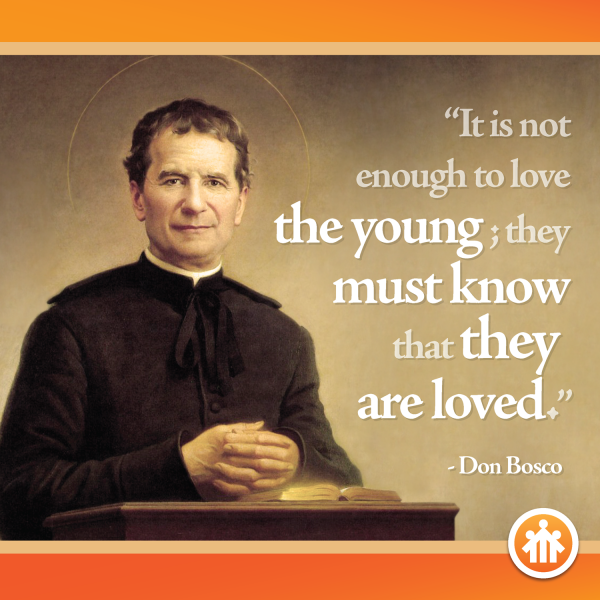 “It is not
enough to love
the young ; they
must know
that they
are loved.”
- Don Bosco